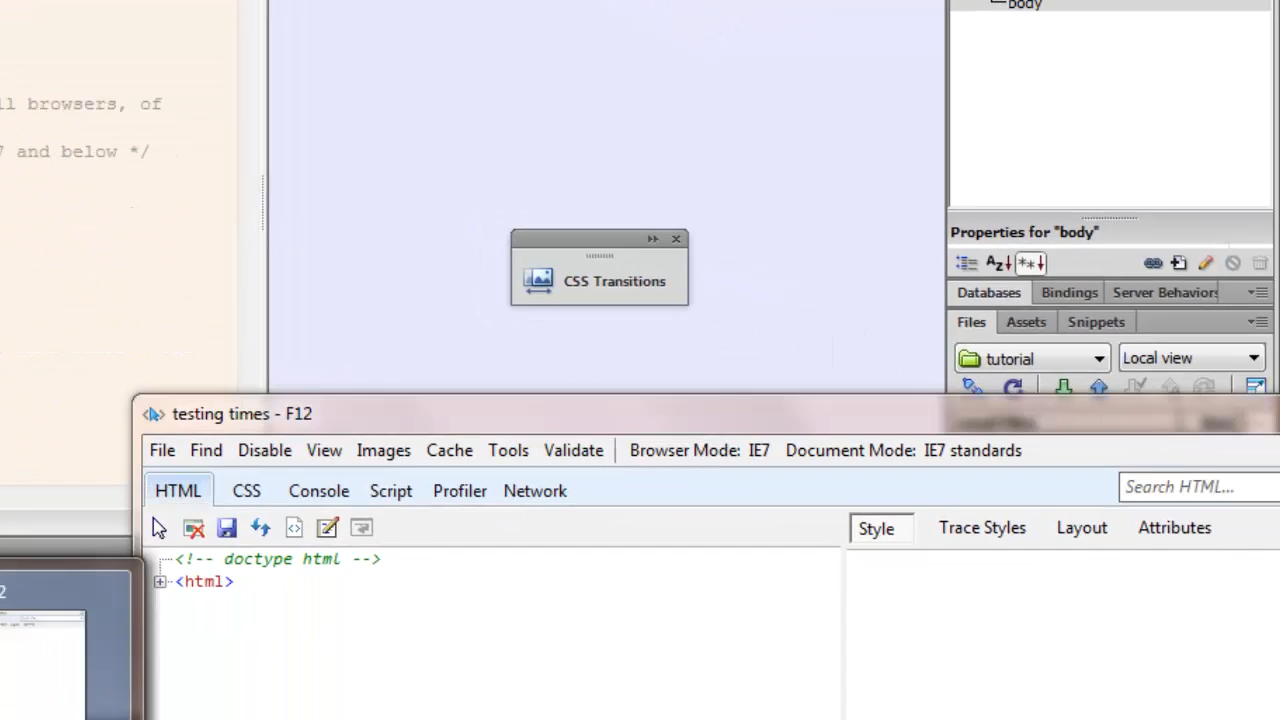 body
ll browsers, of
7 and below */
Properties for "body"
CSS Transitions
Databases Bindings Server Behaviors
Files Assets Snippets
tutorial Local view
testing times - F12
File Find Disable View Images Cache Tools Validate Browser Mode: IE7 Document Mode: IE7 standards
HTML CSS Console Script Profiler Network Search HTML...
Style Trace Styles Layout Attributes
<!-- doctype html -->
<html>
2